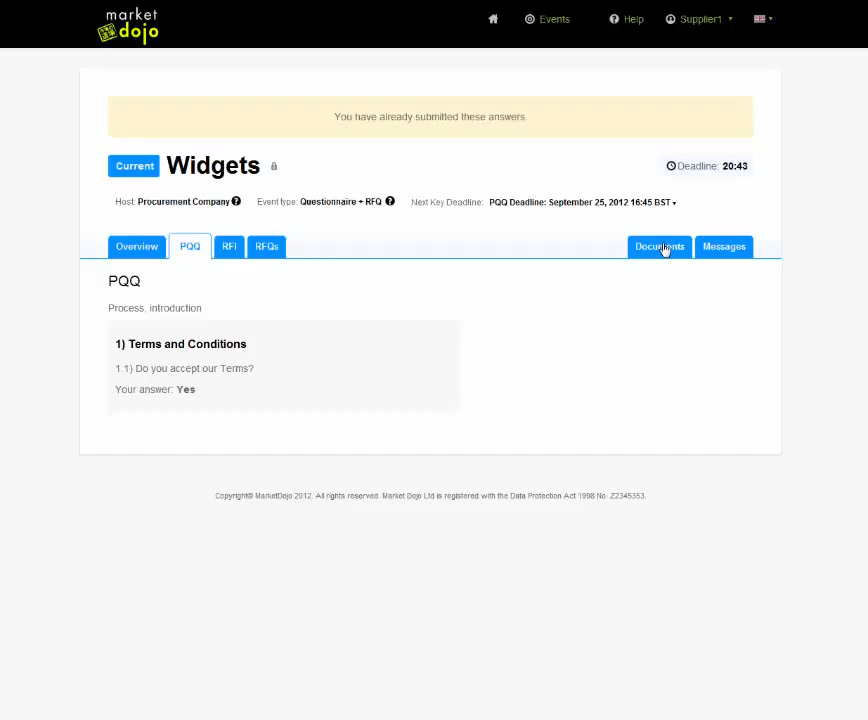 market
dojo
Events
Help
Supplier1
You have already submitted these answers.
Current
Widgets
Deadline: 20:43
Host: Procurement Company
Event type: Questionnaire + RFQ
Next Key Deadline: PQQ Deadline: September 25, 2012 16:45 BST
Overview
PQQ
RFI
RFQs
Documents
Messages
PQQ
Process, introduction
1) Terms and Conditions
1.1) Do you accept our Terms?
Your answer: Yes
Copyright© MarketDojo 2012. All rights reserved. Market Dojo Ltd is registered with the Data Protection Act 1998 No. Z2345353.